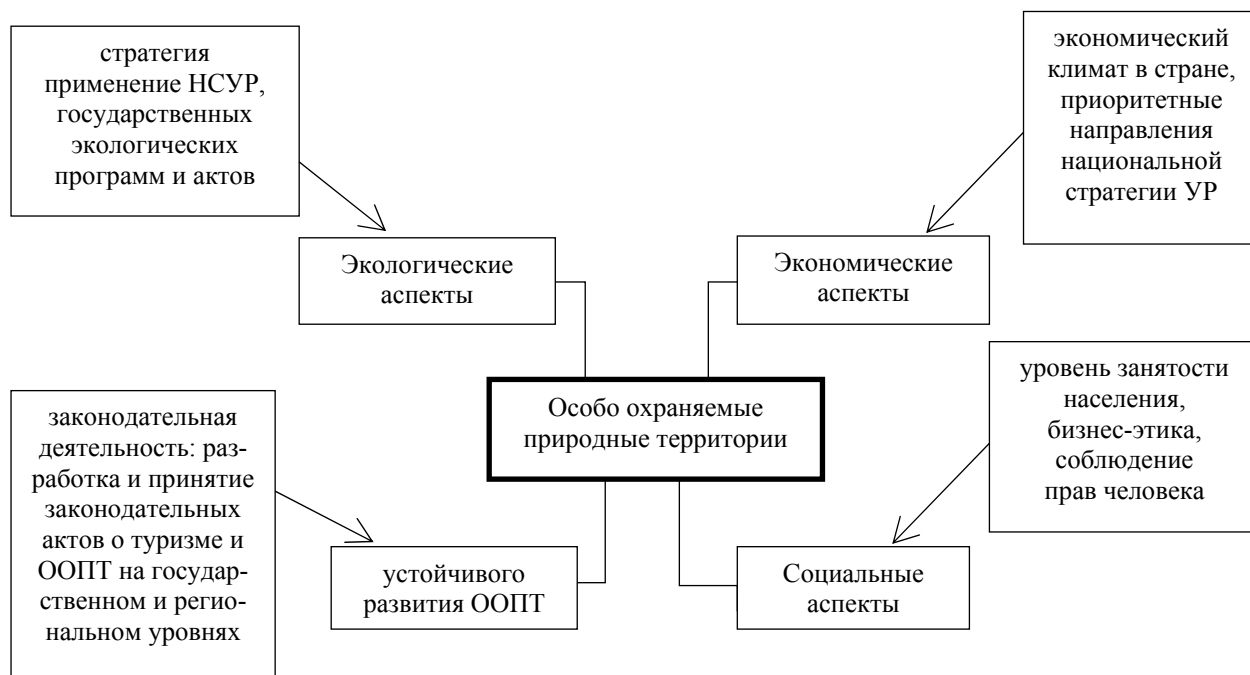 стратегия
применение НСУР,
государственных
экологических
программ и актов
экономический
климат в стране,
приоритетные
направления
национальной
стратегии УР
Экологические
аспекты
Экономические
аспекты
Особо охраняемые
природные территории
законодательная
деятельность: раз-
работка и принятие
законодательных
актов о туризме и
ООПТ на государ-
ственном и регио-
нальном уровнях
уровень занятости
населения,
бизнес-этика,
соблюдение
прав человека
устойчивого
развития ООПТ
Социальные
аспекты